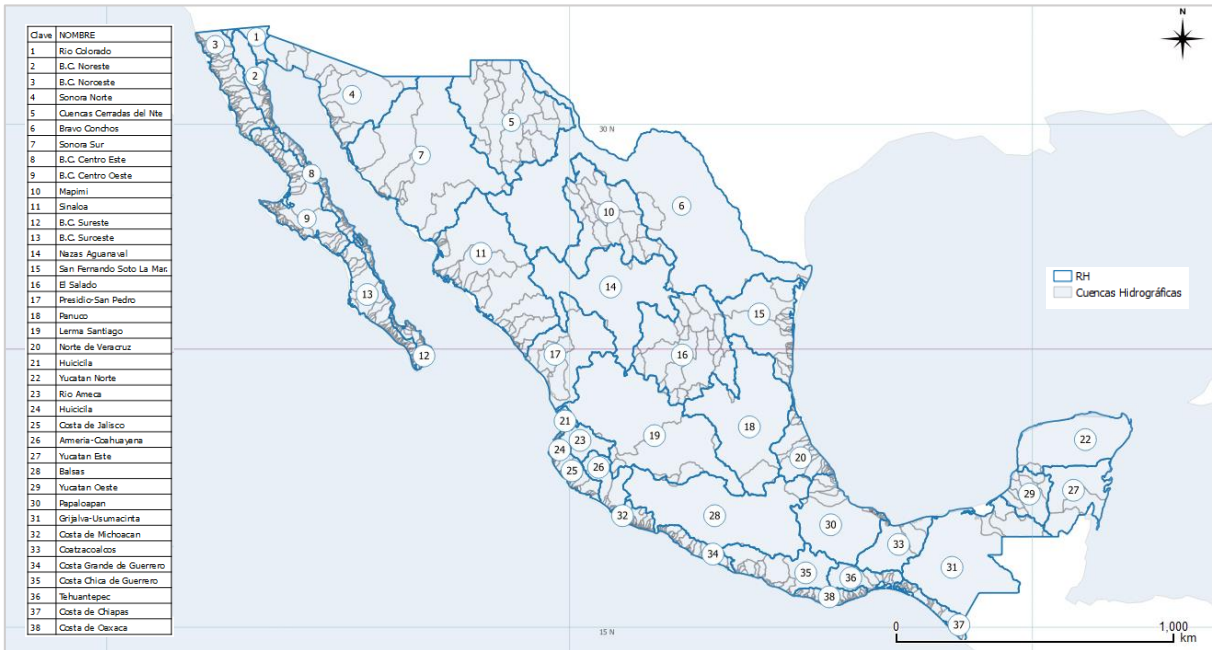 Clave NOMBRE
1 Rio Colorado
2 B.C. Noreste
3 B.C. Noroeste
4 Sonora Norte
5 Cuencas Cerradas del Nte
6 Bravo Conchos
7 Sonora Sur
8 B.C. Centro Este
9 B.C. Centro Oeste
10 Mapimi
11 Sinaloa
12 B.C. Sureste
13 B.C. Suroeste
14 Nazas Aguanaval
15 San Fernando Soto La Mar.
16 El Salado
17 Presidio-San Pedro
18 Panuco
19 Lerma Santiago
20 Norte de Veracruz
21 Huicicila
22 Yucatan Norte
23 Rio Ameca
24 Huicicila
25 Costa de Jalisco
26 Armeria-Coahuayana
27 Yucatan Este
28 Balsas
29 Yucatan Oeste
30 Papaloapan
31 Grijalva-Usumacinta
32 Costa de Michoacan
33 Coatzacoalcos
34 Costa Grande de Guerrero
35 Costa Chica de Guerrero
36 Tehuantepec
37 Costa de Chiapas
38 Costa de Oaxaca
N
1
3
2
4
5
30 N
7
8
6
10
9
11
RH
14
Cuencas Hidrográficas
13
15
17
16
12
21
18
19
23
22
24
20
26
25
27
29
32
28
30
33
34
31
35
36
38
37
15 N
0 1,000
km